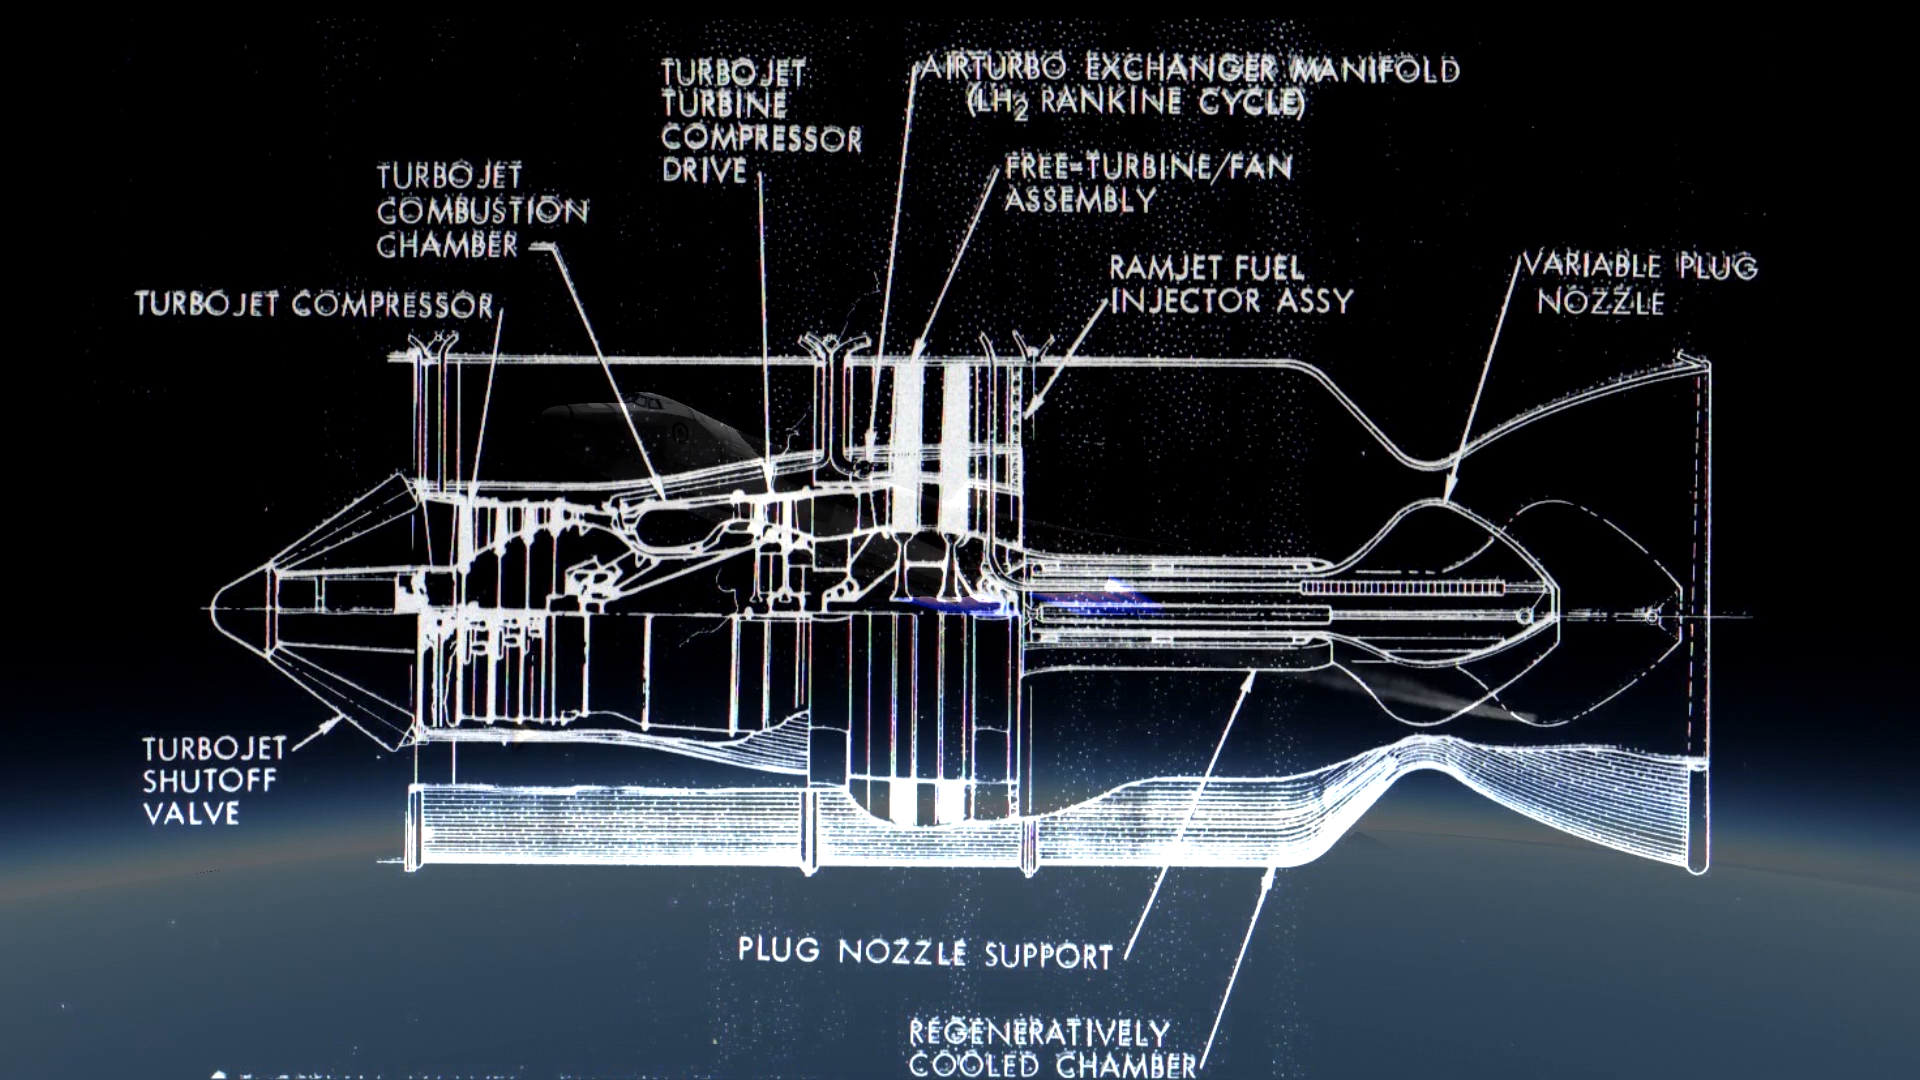 TURBOJET
TURBINE
COMPRESSOR
DRIVE
AIRTURBO EXCHANGER MANIFOLD
(LH2 RANKINE CYCLE)
FREE-TURBINE/FAN
ASSEMBLY
TURBOJET
COMBUSTION
CHAMBER
RAMJET FUEL
INJECTOR ASSY
VARIABLE PLUG
NOZZLE
TURBOJET COMPRESSOR
TURBOJET
SHUTOFF
VALVE
PLUG NOZZLE SUPPORT
REGENERATIVELY
COOLED CHAMBER